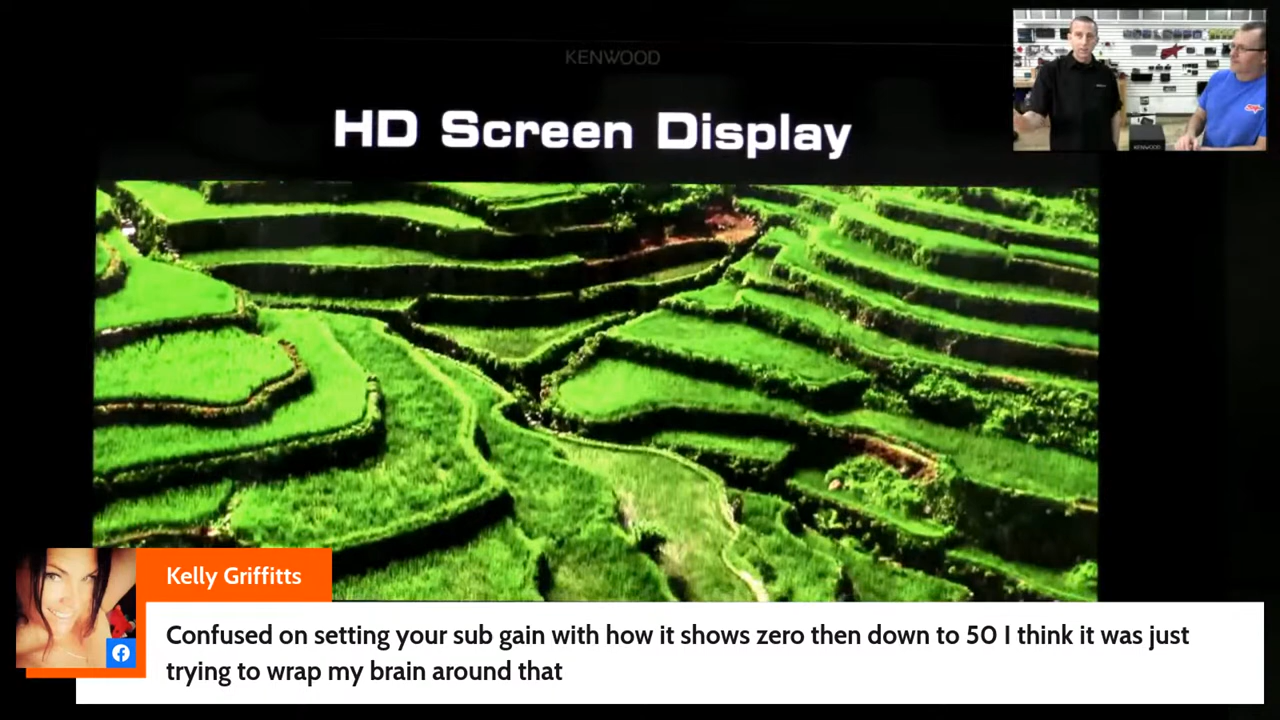 KENWOOD
HD Screen Display
KENWOOD
Kelly Griffitts
Confused on setting your sub gain with how it shows zero then down to 50 I think it was just
trying to wrap my brain around that